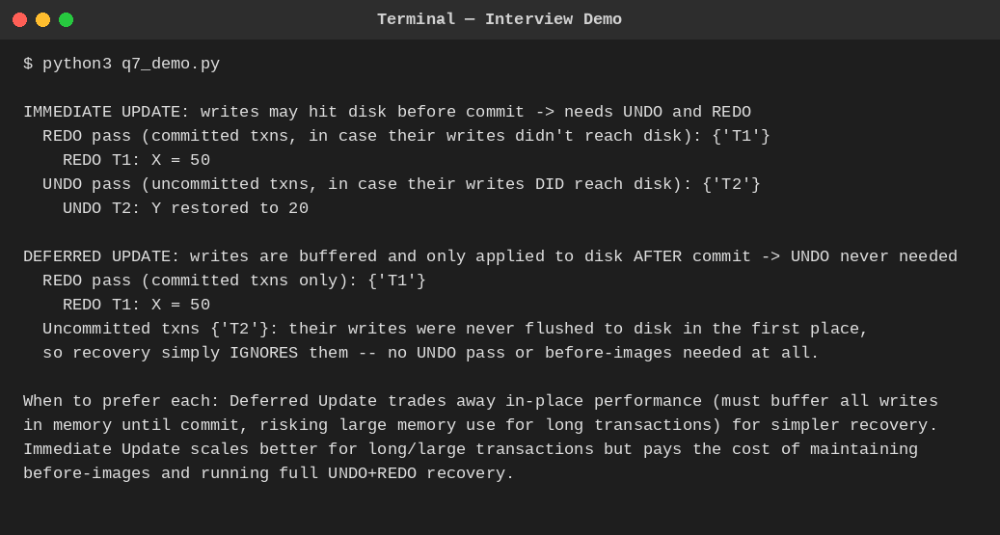 Terminal — Interview Demo
$ python3 q7_demo.py
IMMEDIATE UPDATE: writes may hit disk before commit -> needs UNDO and REDO
  REDO pass (committed txns, in case their writes didn't reach disk): {'T1'}
    REDO T1: X = 50
  UNDO pass (uncommitted txns, in case their writes DID reach disk): {'T2'}
    UNDO T2: Y restored to 20
DEFERRED UPDATE: writes are buffered and only applied to disk AFTER commit -> UNDO never needed
  REDO pass (committed txns only): {'T1'}
    REDO T1: X = 50
  Uncommitted txns {'T2'}: their writes were never flushed to disk in the first place,
  so recovery simply IGNORES them -- no UNDO pass or before-images needed at all.
When to prefer each: Deferred Update trades away in-place performance (must buffer all writes
in memory until commit, risking large memory use for long transactions) for simpler recovery.
Immediate Update scales better for long/large transactions but pays the cost of maintaining
before-images and running full UNDO+REDO recovery.